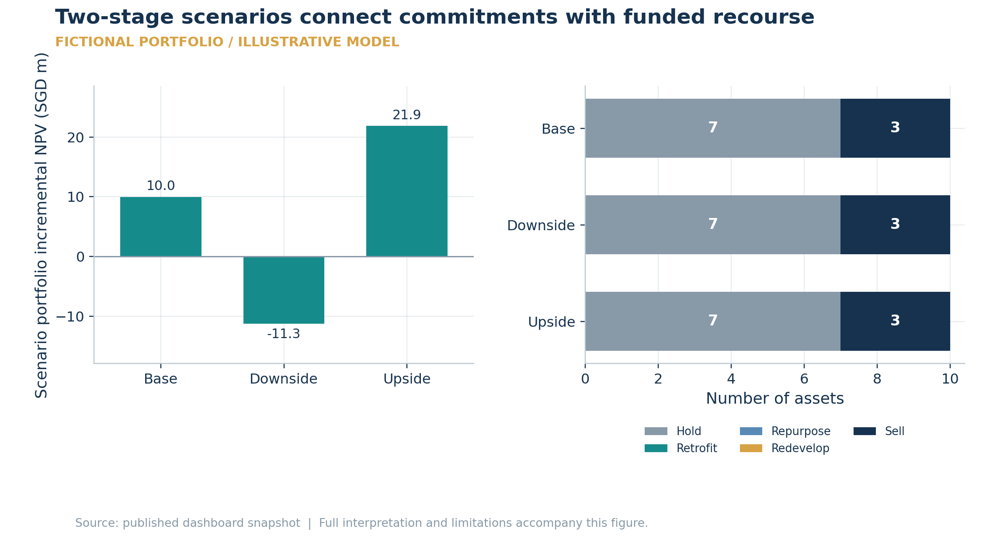 Two-stage scenarios connect commitments with funded recourse
FICTIONAL PORTFOLIO / ILLUSTRATIVE MODEL
Scenario portfolio incremental NPV (SGD m)
20
10
0
−10
10.0
-11.3
21.9
Base
Downside
Upside
Base
7
3
Downside
7
3
Upside
7
3
0
2
4
6
8
10
Number of assets
Hold
Repurpose
Sell
Retrofit
Redevelop
Source: published dashboard snapshot | Full interpretation and limitations accompany this figure.